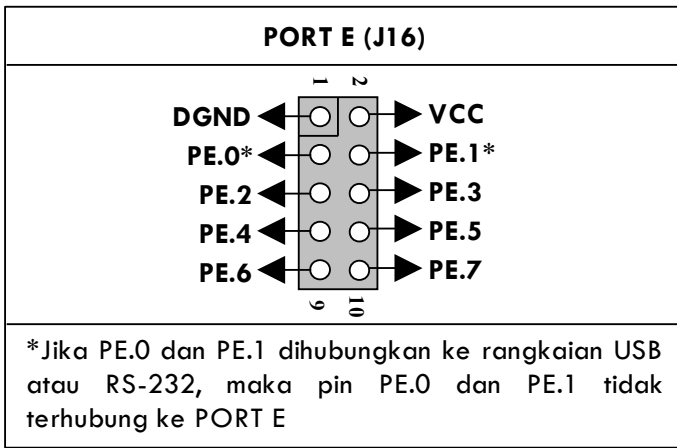 PORT E (J16)
1 2
DGND VCC
PE.0* PE.1*
PE.2 PE.3
PE.4 PE.5
PE.6 PE.7
9 10
*Jika PE.0 dan PE.1 dihubungkan ke rangkaian USB
atau RS-232, maka pin PE.0 dan PE.1 tidak
terhubung ke PORT E